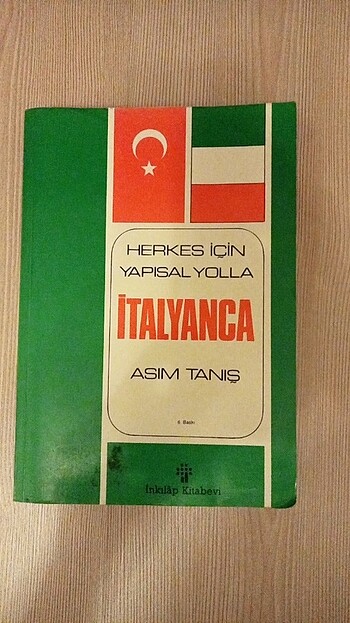 HERKES İÇİN
YAPISAL YOLLA
İTALYANCA
ASIM TANIŞ
İnkılâp Kitabevi